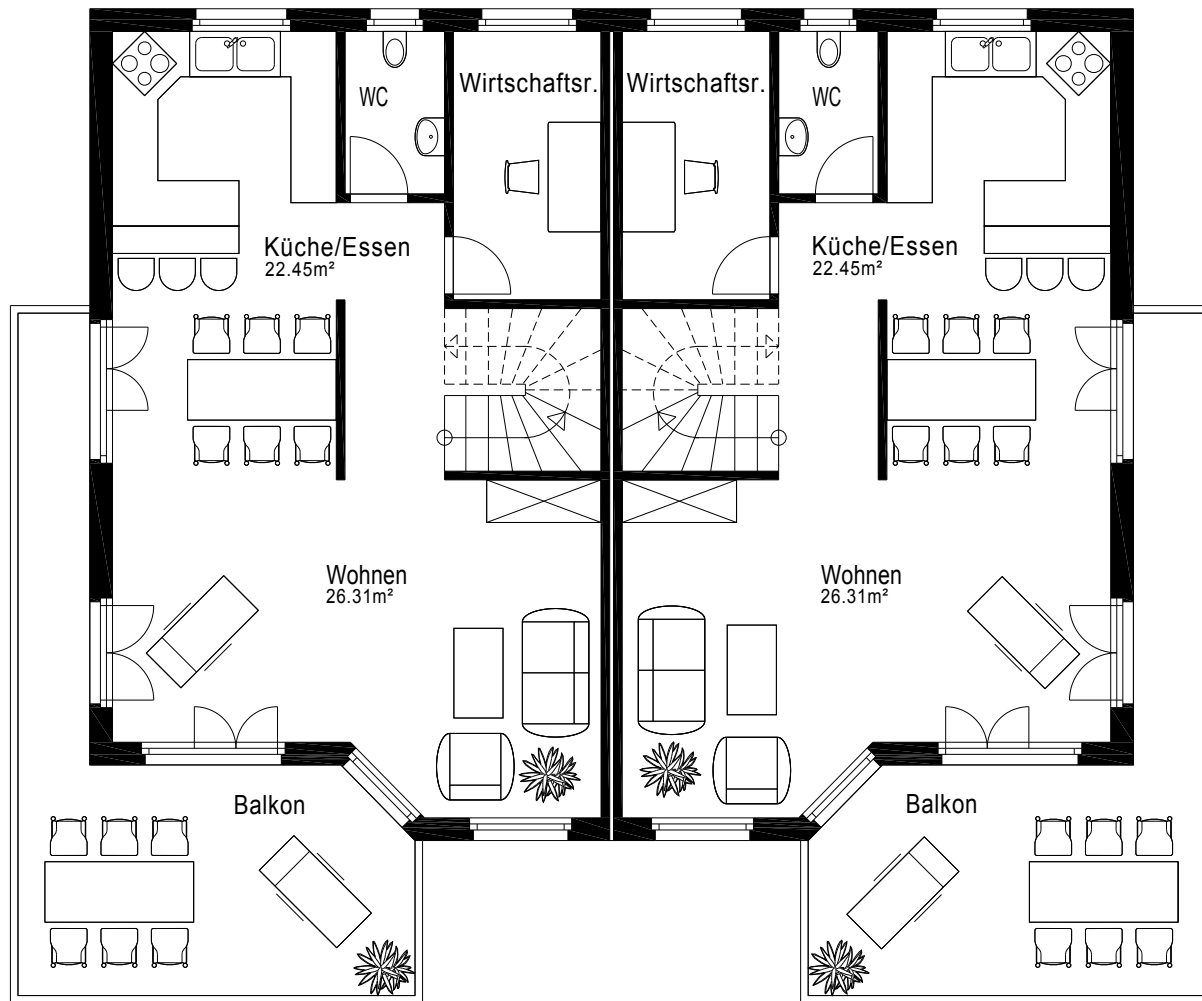 Wirtschaftsr.
Wirtschaftsr.
WC
WC
Küche/Essen
22.45m²
Küche/Essen
22.45m²
Wohnen
26.31m²
Wohnen
26.31m²
Balkon
Balkon